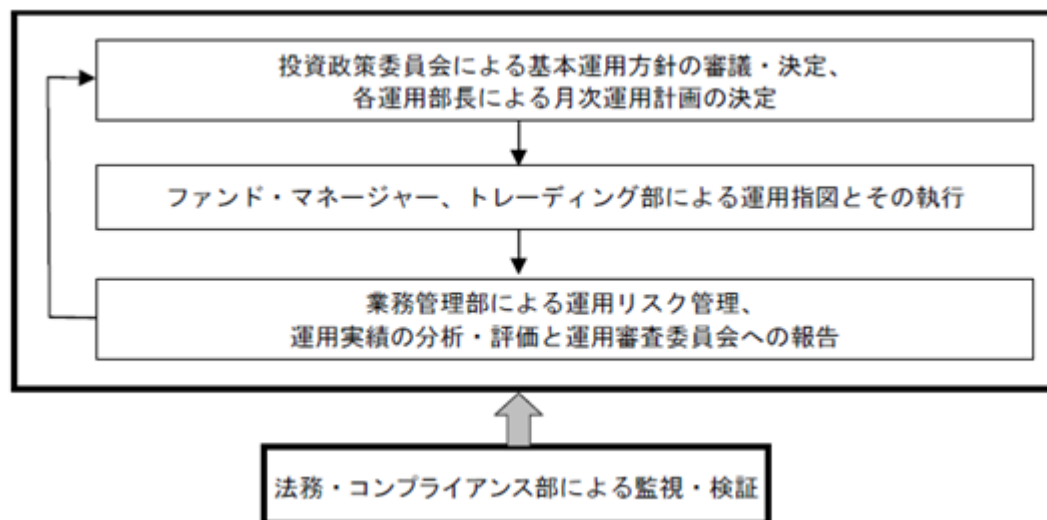 投資政策委員会による基本運用方針の審議・決定、
各運用部長による月次運用計画の決定
ファンド・マネージャー、トレーディング部による運用指図とその執行
業務管理部による運用リスク管理、
運用実績の分析・評価と運用審査委員会への報告
法務・コンプライアンス部による監視・検証